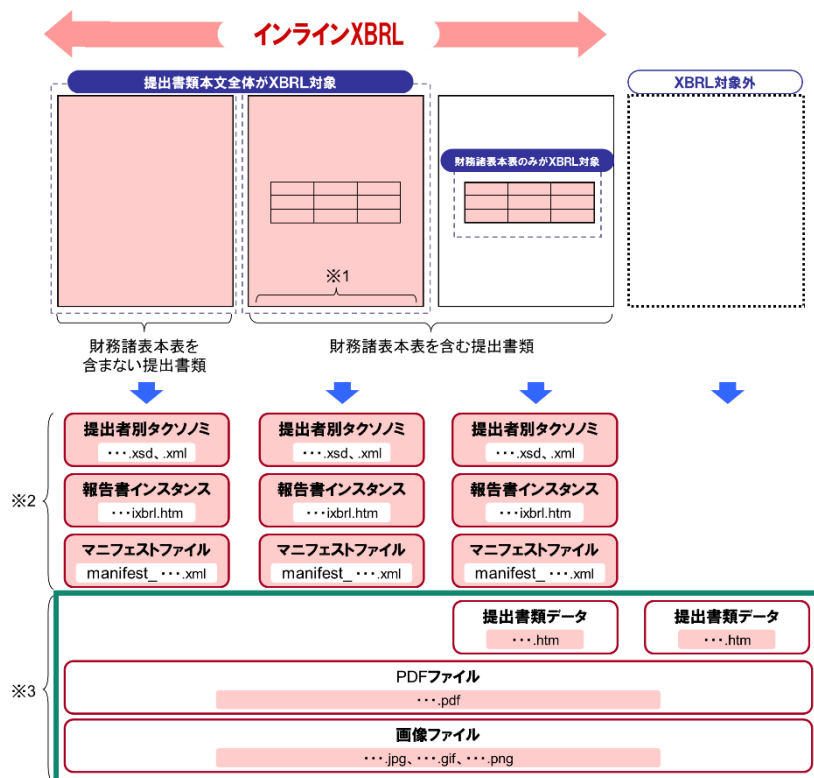 インラインXBRL
提出書類本文全体がXBRL対象
XBRL対象外
財務諸表本表のみがXBRL対象
※1
財務諸表本表を
含まない提出書類
財務諸表本表を含む提出書類
※2
提出者別タクソノミ
･･･.xsd、.xml
提出者別タクソノミ
･･･.xsd、.xml
提出者別タクソノミ
･･･.xsd、.xml
報告書インスタンス
･･･ixbrl.htm
報告書インスタンス
･･･ixbrl.htm
報告書インスタンス
･･･ixbrl.htm
マニフェストファイル
manifest_ ･･･.xml
マニフェストファイル
manifest_ ･･･.xml
マニフェストファイル
manifest_ ･･･.xml
※3
提出書類データ
･･･.htm
提出書類データ
･･･.htm
PDFファイル
･･･.pdf
画像ファイル
･･･.jpg、･･･.gif、･･･.png